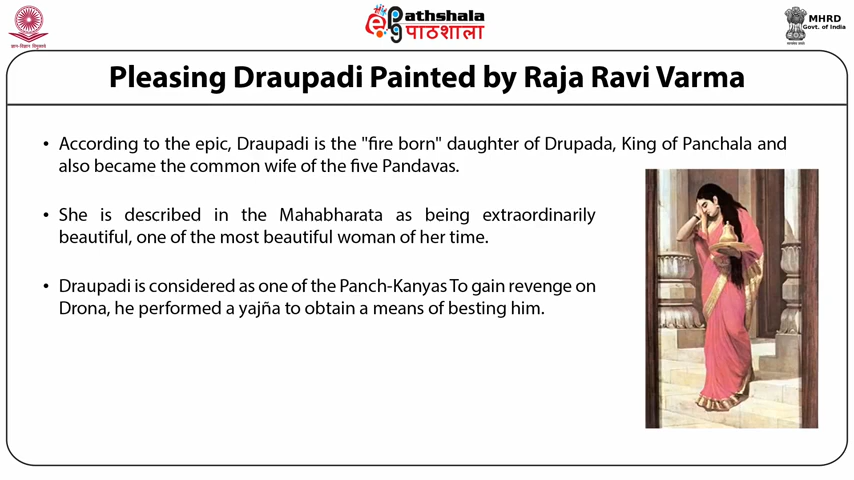 ज्ञान-विज्ञान विमुक्तये
e Pathshala
पाठशाला
MHRD
Govt. of India
Pleasing Draupadi Painted by Raja Ravi Varma
• According to the epic, Draupadi is the "fire born" daughter of Drupada, King of Panchala and
also became the common wife of the five Pandavas.
• She is described in the Mahabharata as being extraordinarily
beautiful, one of the most beautiful woman of her time.
• Draupadi is considered as one of the Panch-Kanyas To gain revenge on
Drona, he performed a yajña to obtain a means of besting him.